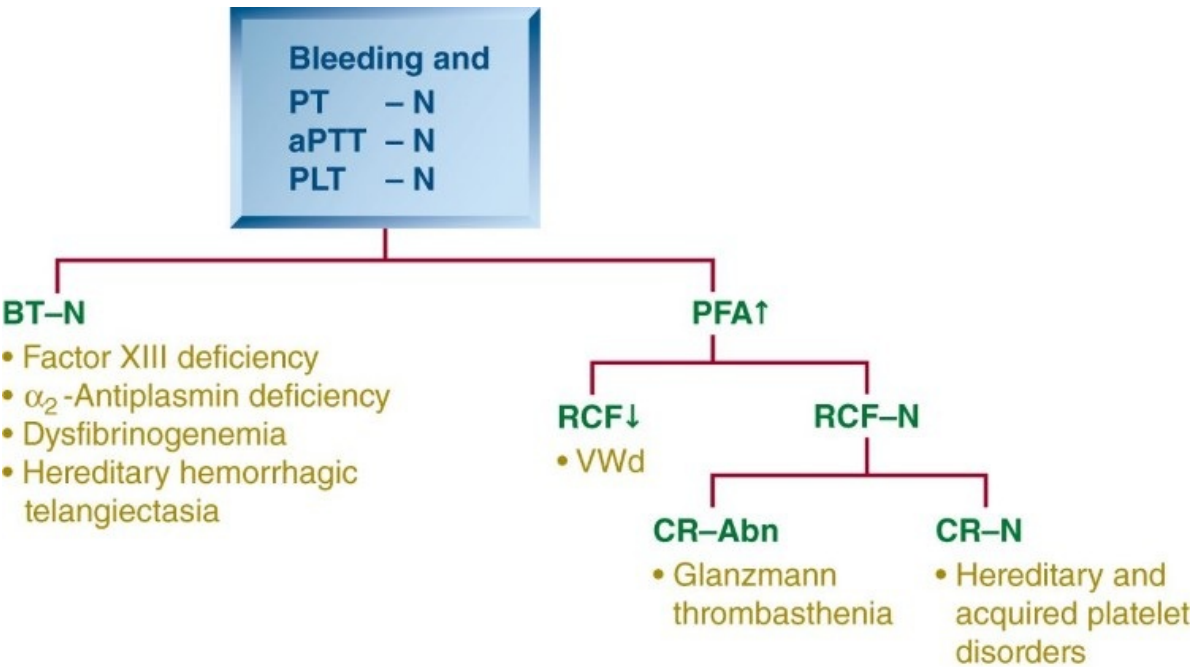 Bleeding and
PT – N
aPTT – N
PLT – N
BT–N
• Factor XIII deficiency
• α₂-Antiplasmin deficiency
• Dysfibrinogenemia
• Hereditary hemorrhagic
telangiectasia
PFA↑
RCF↓
• VWd
RCF–N
CR–Abn
• Glanzmann
thrombasthenia
CR–N
• Hereditary and
acquired platelet
disorders